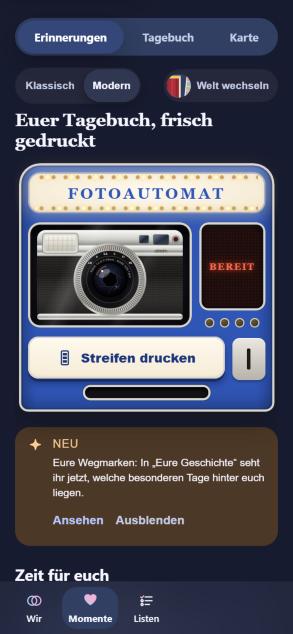 Erinnerungen Tagebuch Karte
Klassisch Modern Welt wechseln
Euer Tagebuch, frisch
gedruckt
FOTOAUTOMAT
BEREIT
Streifen drucken
NEU
Eure Wegmarken: In „Eure Geschichte“ seht
ihr jetzt, welche besonderen Tage hinter euch
liegen.
Ansehen Ausblenden
Zeit für euch
Wir Momente Listen